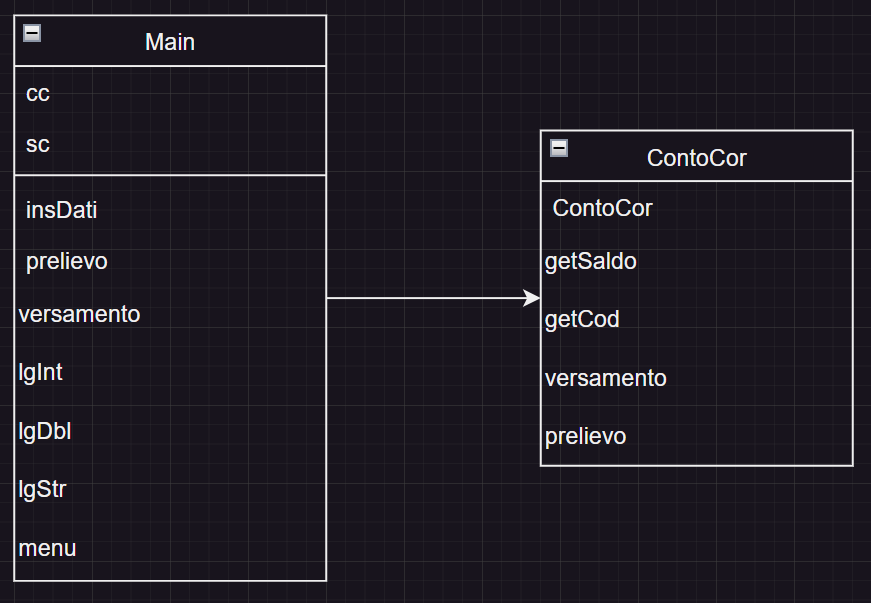 Main
cc
sc
insDati
prelievo
versamento
lgInt
lgDbl
lgStr
menu
ContoCor
ContoCor
getSaldo
getCod
versamento
prelievo